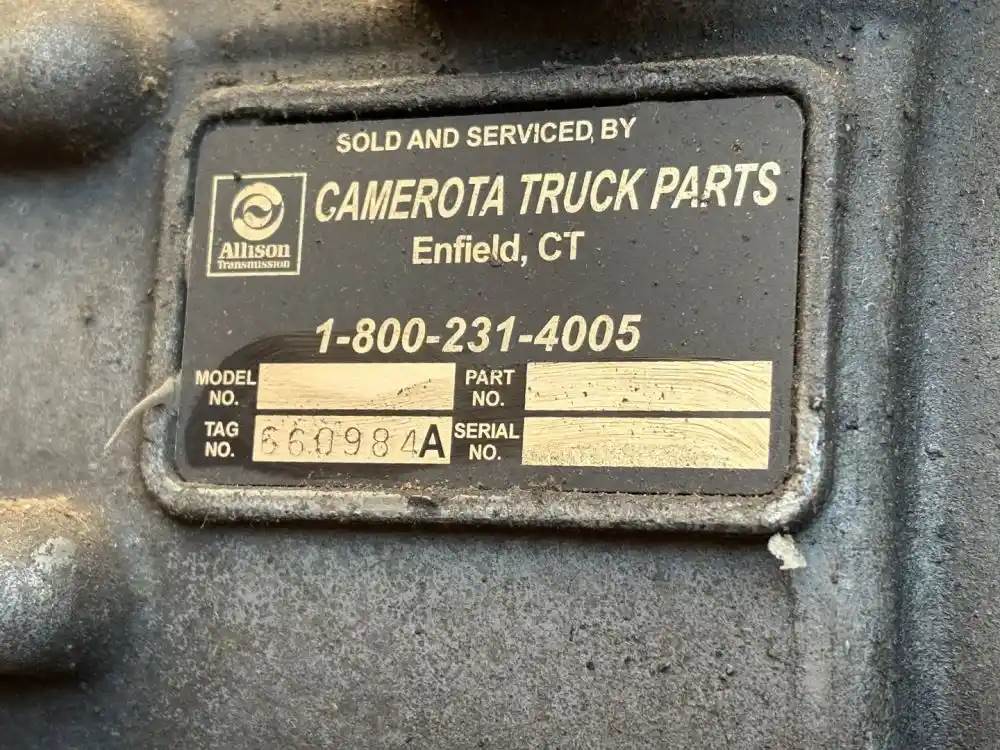 SOLD AND SERVICED BY
Allison
Transmission
CAMEROTA TRUCK PARTS
Enfield, CT
1-800-231-4005
MODEL NO.
PART NO.
TAG NO. 660984A
SERIAL NO.